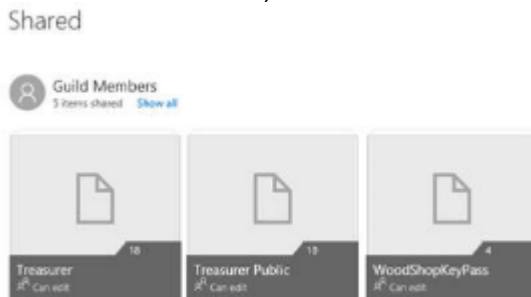 Shared
Guild Members
5 items shared Show all
18
Treasurer
Can edit
Treasurer Public
Can edit
4
WoodShopKeyPass
Can edit